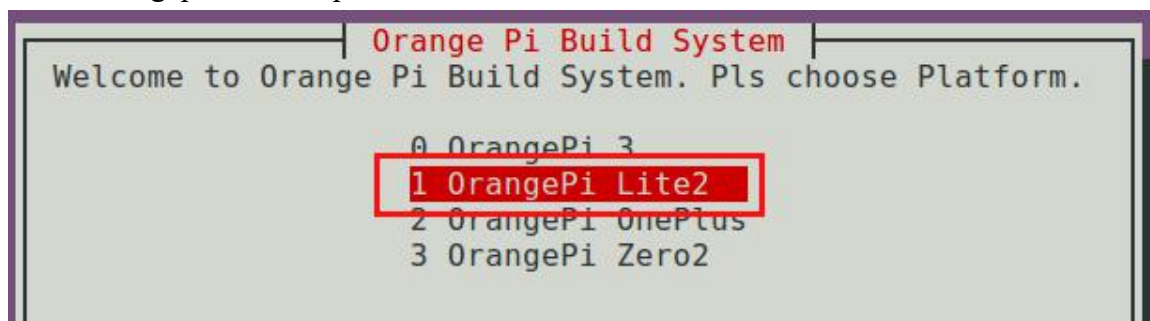 Orange Pi Build System
Welcome to Orange Pi Build System. Pls choose Platform.
0 OrangePi 3
1 OrangePi Lite2
2 OrangePi OnePlus
3 OrangePi Zero2